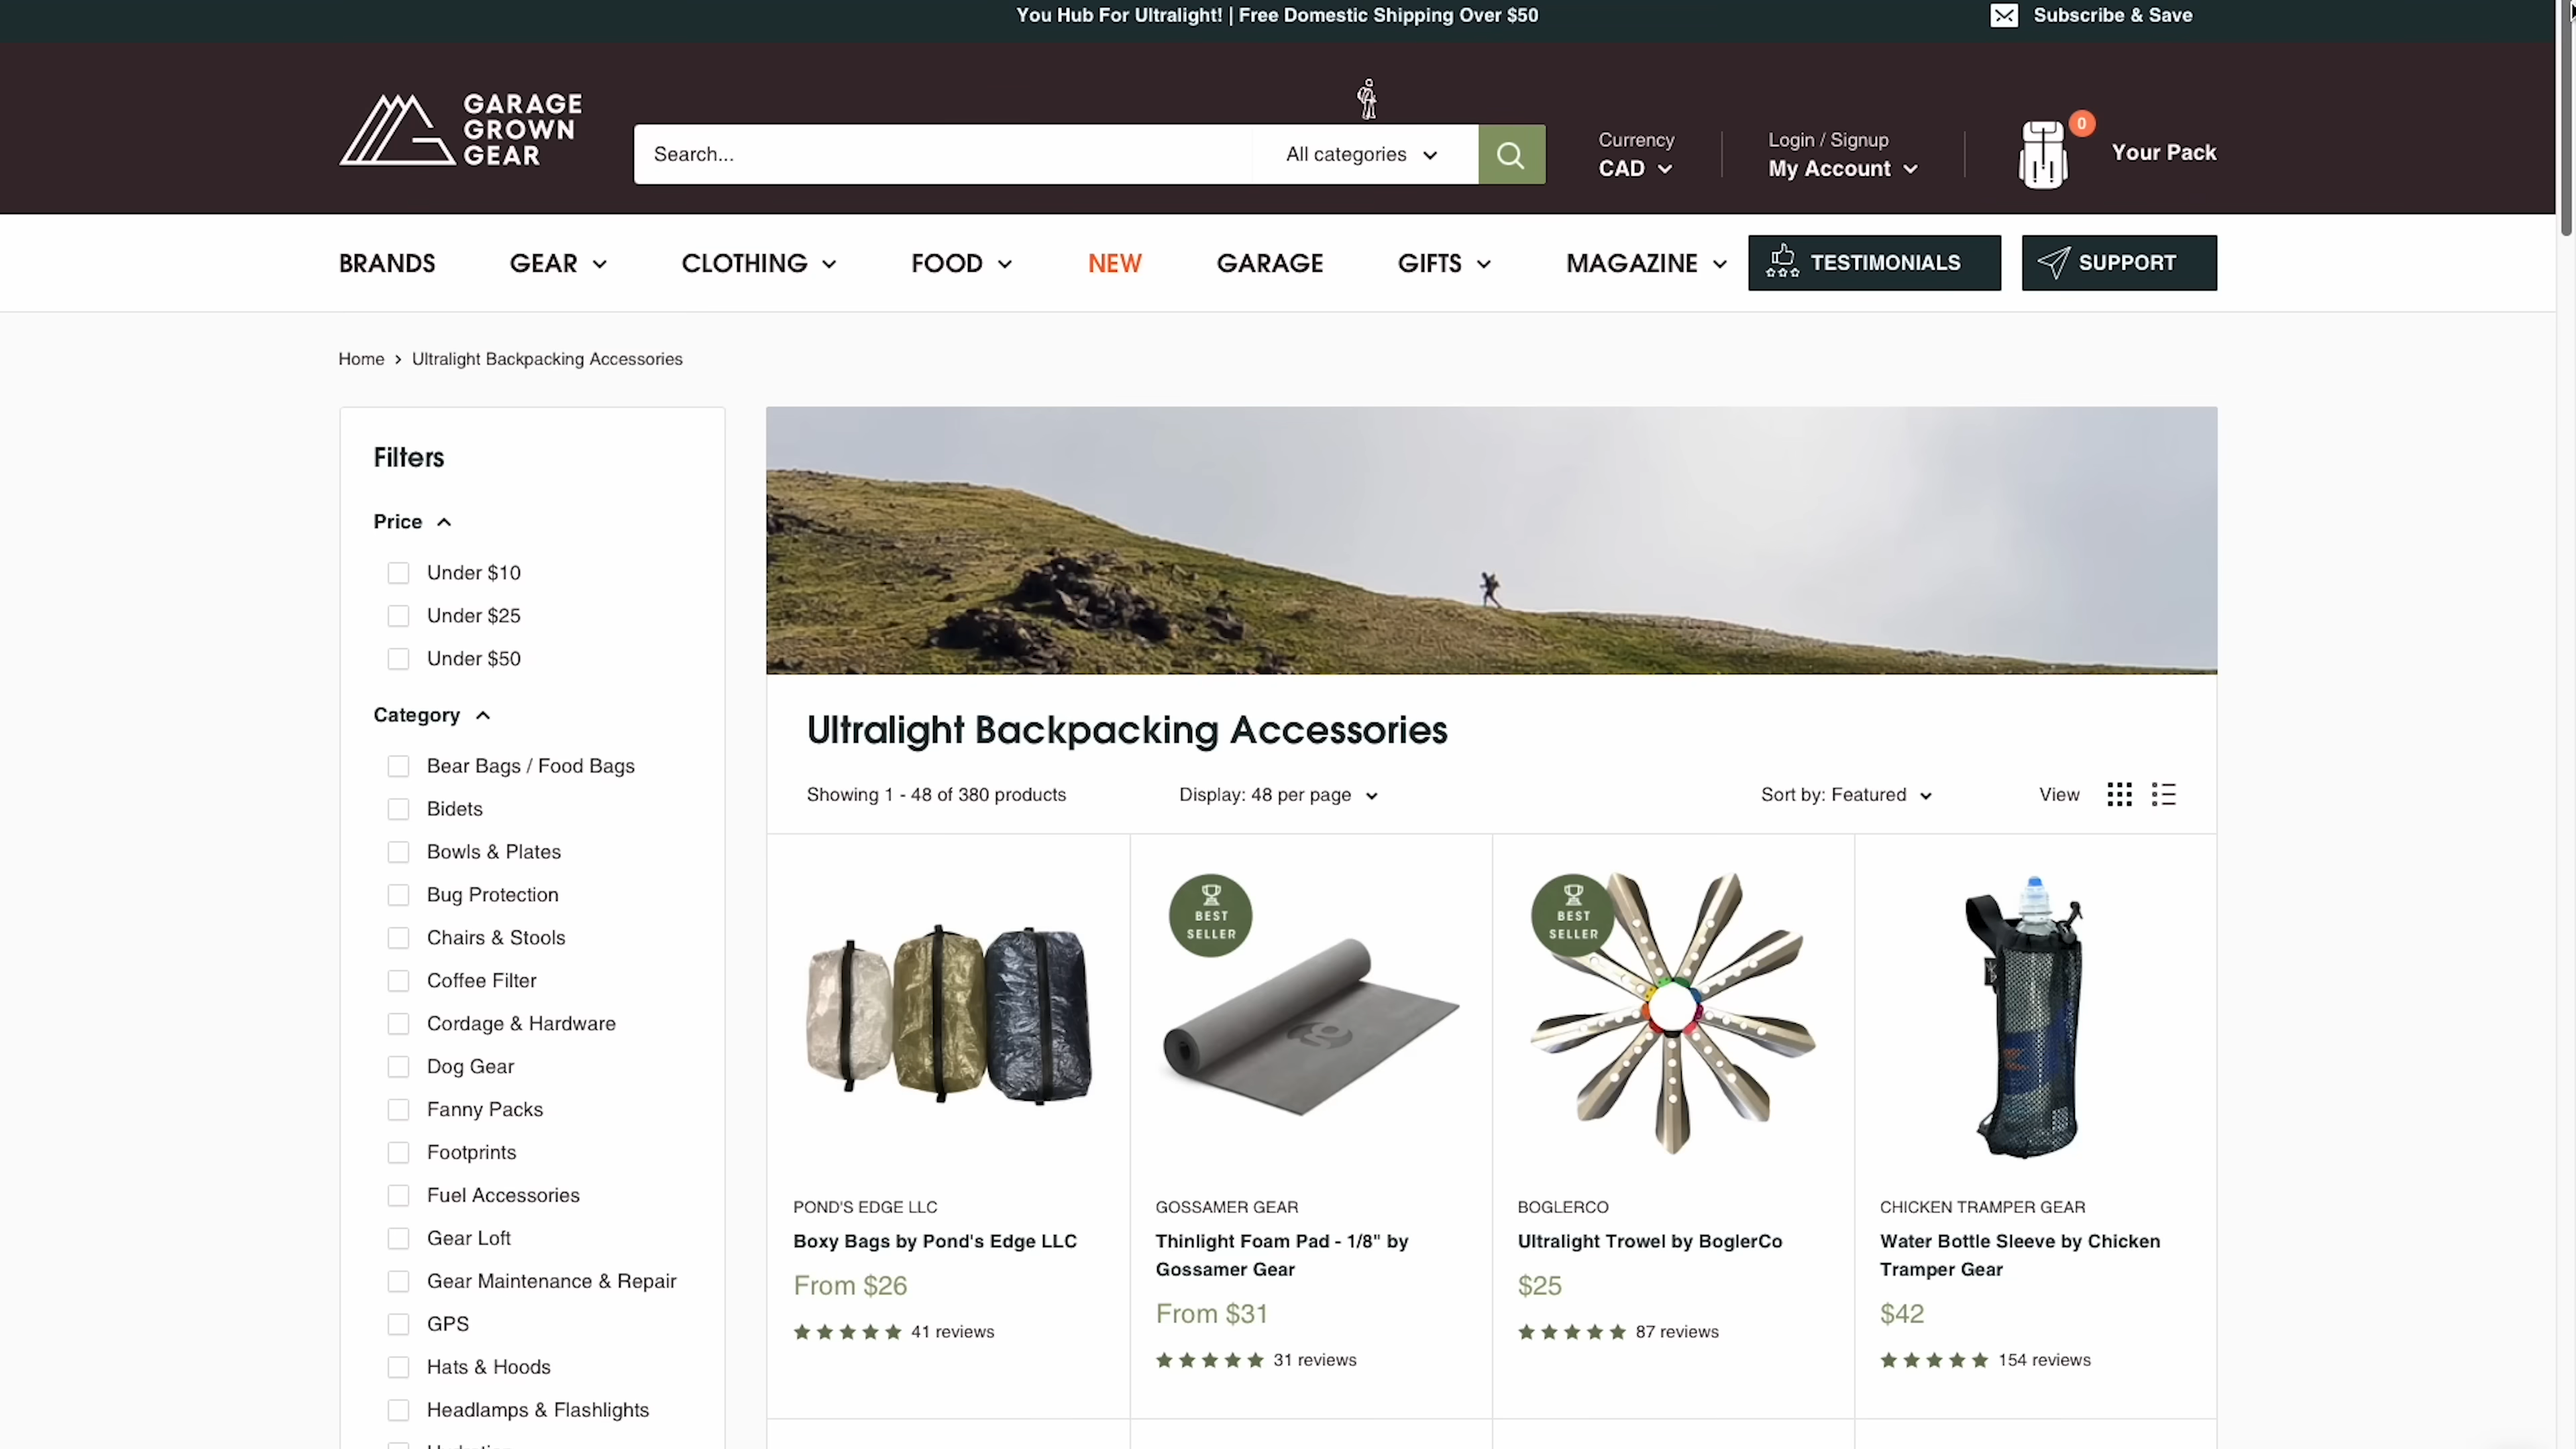 You Hub For Ultralight! | Free Domestic Shipping Over $50
Subscribe & Save
GARAGE
GROWN
GEAR
Search...
All categories
Currency
CAD
Login / Signup
My Account
0
Your Pack
BRANDS
GEAR
CLOTHING
FOOD
NEW
GARAGE
GIFTS
MAGAZINE
TESTIMONIALS
SUPPORT
Home › Ultralight Backpacking Accessories
Filters
Price
Under $10
Under $25
Under $50
Category
Bear Bags / Food Bags
Bidets
Bowls & Plates
Bug Protection
Chairs & Stools
Coffee Filter
Cordage & Hardware
Dog Gear
Fanny Packs
Footprints
Fuel Accessories
Gear Loft
Gear Maintenance & Repair
GPS
Hats & Hoods
Headlamps & Flashlights
Ultralight Backpacking Accessories
Showing 1 - 48 of 380 products
Display: 48 per page
Sort by: Featured
View
POND'S EDGE LLC
Boxy Bags by Pond's Edge LLC
From $26
41 reviews
BEST
SELLER
GOSSAMER GEAR
Thinlight Foam Pad - 1/8" by
Gossamer Gear
From $31
31 reviews
BEST
SELLER
BOGLERCO
Ultralight Trowel by BoglerCo
$25
87 reviews
CHICKEN TRAMPER GEAR
Water Bottle Sleeve by Chicken
Tramper Gear
$42
154 reviews